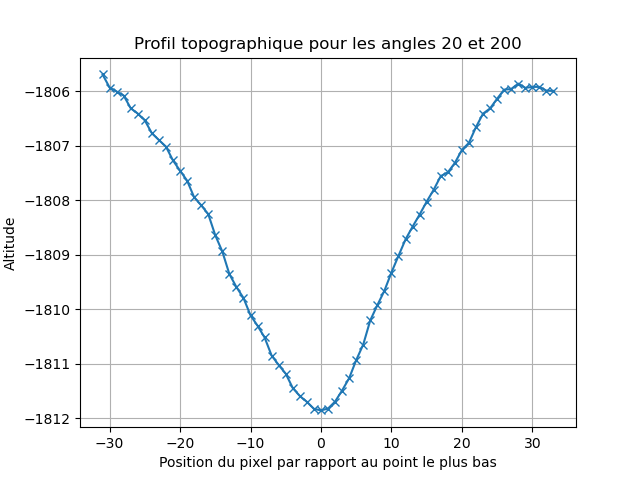 Profil topographique pour les angles 20 et 200
−1806
−1807
−1808
−1809
−1810
−1811
−1812
Altitude
−30 −20 −10 0 10 20 30
Position du pixel par rapport au point le plus bas